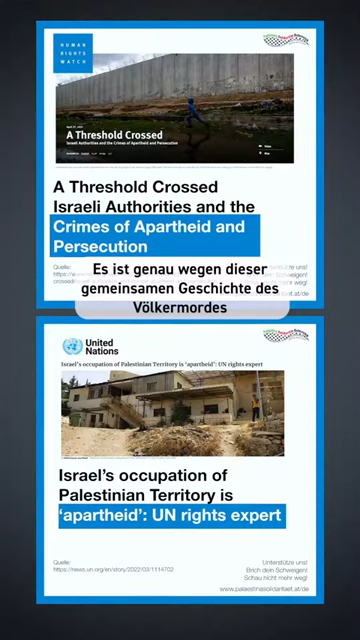 HUMAN
RIGHTS
WATCH
A Threshold Crossed
Israeli Authorities and the Crimes of Apartheid and Persecution
A Threshold Crossed
Israeli Authorities and the
Crimes of Apartheid and
Persecution
Quelle:
Es ist genau wegen dieser
gemeinsamen Geschichte des
Völkermordes
United
Nations
Israel's occupation of Palestinian Territory is 'apartheid': UN rights expert
Israel's occupation of
Palestinian Territory is
'apartheid': UN rights expert
Quelle:
https://news.un.org/en/story/2022/03/1114702
Unterstütze uns!
Brich dein Schweigen!
Schau nicht mehr weg!
www.palaestinasolidaritaet.at/de